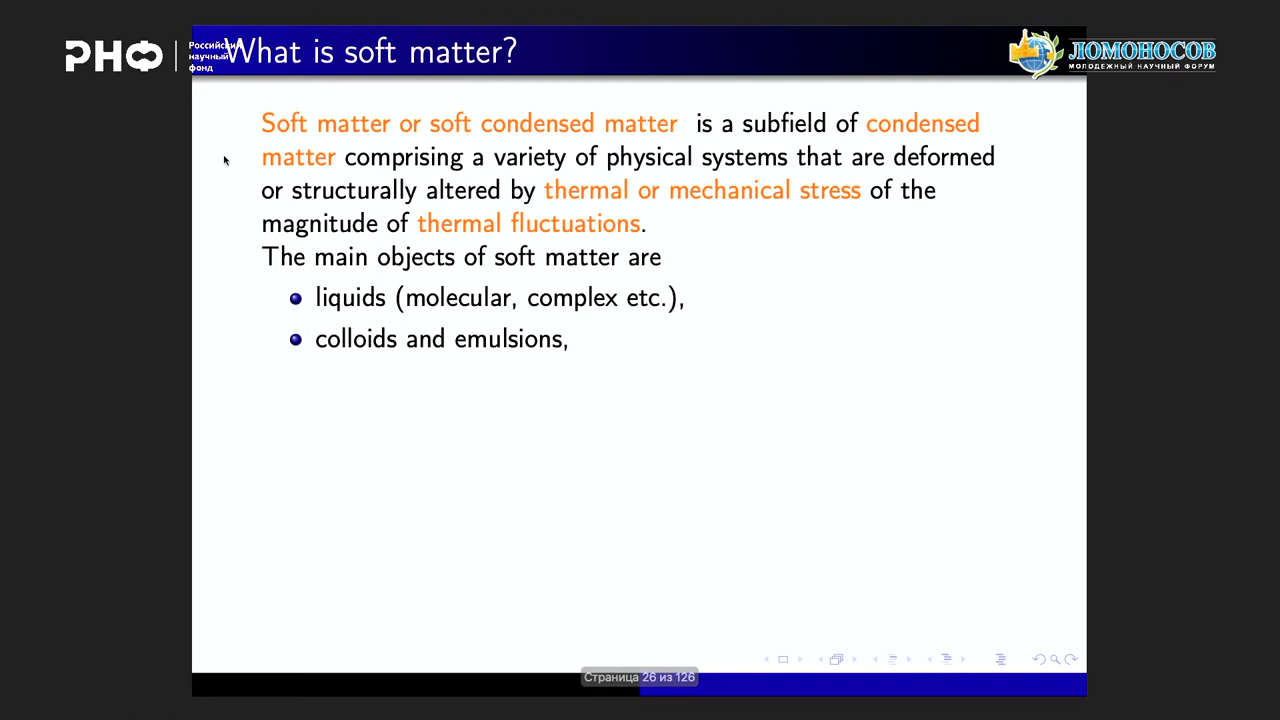 РНФ
Российский
научный
фонд
What is soft matter?
ЛОМОНОСОВ
МОЛОДЕЖНЫЙ НАУЧНЫЙ ФОРУМ
Soft matter or soft condensed matter is a subfield of condensed
matter comprising a variety of physical systems that are deformed
or structurally altered by thermal or mechanical stress of the
magnitude of thermal fluctuations.
The main objects of soft matter are
liquids (molecular, complex etc.),
colloids and emulsions,
Страница 26 из 126